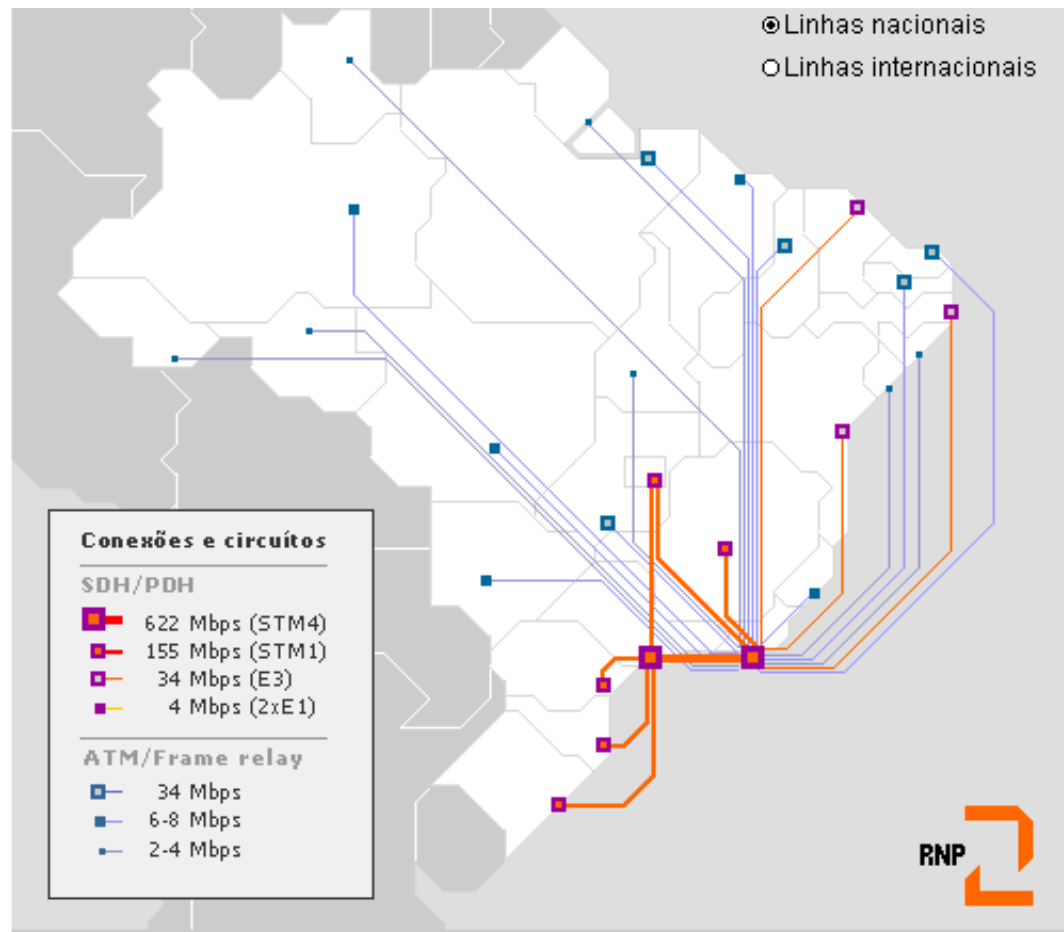 Linhas nacionais
Linhas internacionais
Conexões e circuítos
SDH/PDH
622 Mbps (STM4)
155 Mbps (STM1)
34 Mbps (E3)
4 Mbps (2xE1)
ATM/Frame relay
34 Mbps
6-8 Mbps
2-4 Mbps
RNP